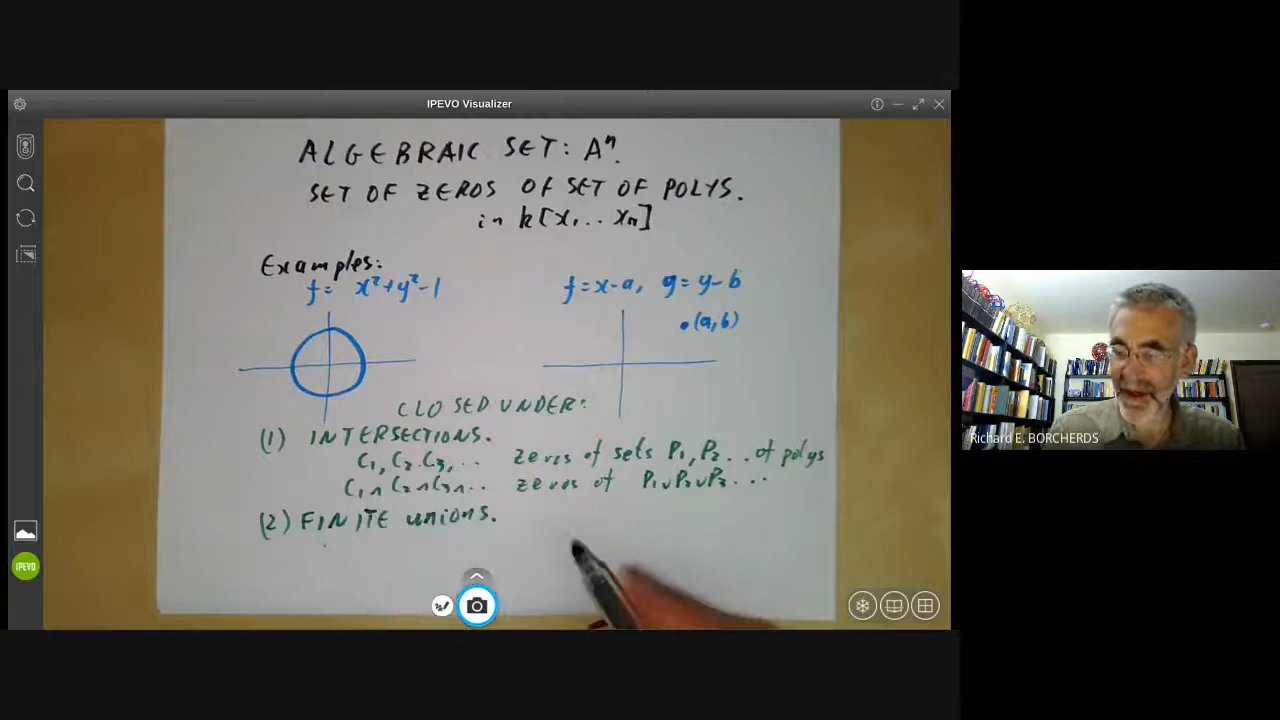 IPEVO Visualizer
ALGEBRAIC SET: Aⁿ.
SET OF ZEROS OF SET OF POLYS.
in k[x₁ .. xₙ]
Examples:
f = x²+y²-1
f=x-a, g=y-b
(a,b)
CLOSED UNDER:
(1) INTERSECTIONS.
C₁, C₂. C₃, .. zeros of sets P₁, P₂ .. of polys
C₁∩ C₂∩ C₃∩.. zeros of P₁∪P₂∪P₃ ...
(2) FINITE unions.
Richard E. BORCHERDS
IPEVO